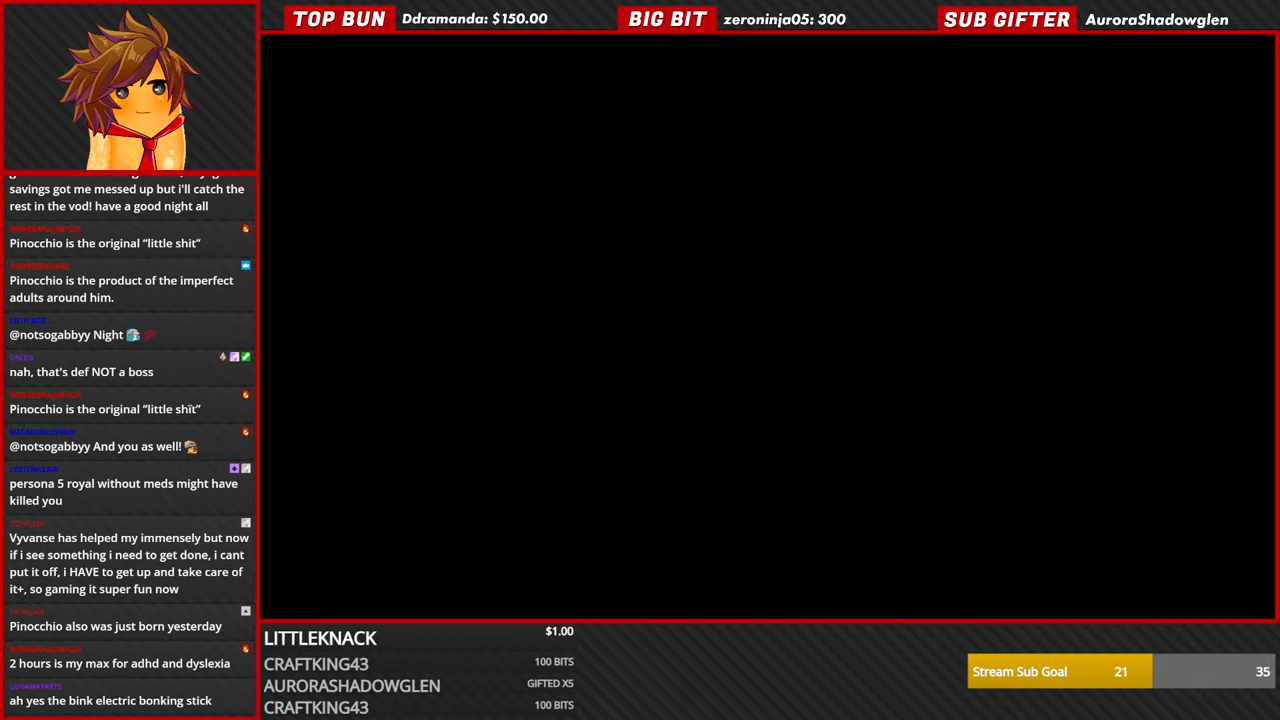 TOP BUN Ddramanda: $150.00 BIG BIT zeroninja05: 300 SUB GIFTER AuroraShadowglen
savings got me messed up but i'll catch the
rest in the vod! have a good night all
Pinocchio is the original “little shit”
Pinocchio is the product of the imperfect
adults around him.
@notsogabbyy Night
nah, that's def NOT a boss
Pinocchio is the original “little shït”
@notsogabbyy And you as well!
persona 5 royal without meds might have
killed you
Vyvanse has helped my immensely but now
if i see something i need to get done, i cant
put it off, i HAVE to get up and take care of
it+, so gaming it super fun now
Pinocchio also was just born yesterday
2 hours is my max for adhd and dyslexia
LUNAWAYARTS
ah yes the bink electric bonking stick
LITTLEKNACK $1.00
CRAFTKING43 100 BITS
AURORASHADOWGLEN GIFTED X5
CRAFTKING43 100 BITS
Stream Sub Goal 21 35